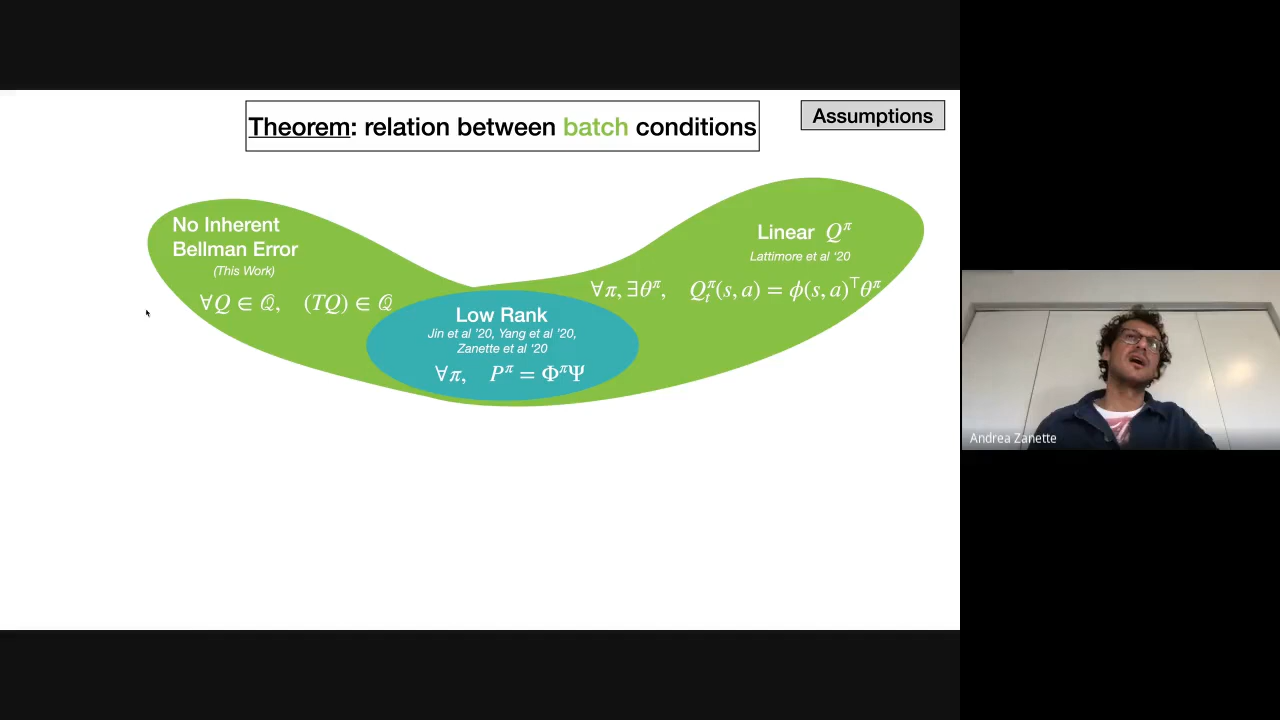 Theorem: relation between batch conditions
Assumptions
No Inherent
Bellman Error
(This Work)
∀Q ∈ 𝒬, (TQ) ∈ 𝒬
Linear Q^π
Lattimore et al '20
∀π, ∃θ^π, Q_t^π(s, a) = ϕ(s, a)^⊤θ^π
Low Rank
Jin et al '20, Yang et al '20,
Zanette et al '20
∀π, P^π = Φ^πΨ
Andrea Zanette